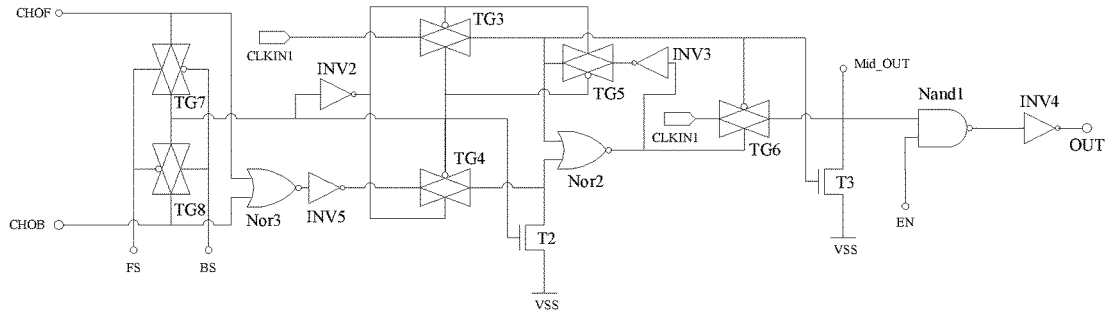 CHOF
TG3
CLKIN1
INV3
INV2
TG5
Mid_OUT
TG7
Nand1
INV4
CLKIN1
TG6
OUT
TG4
Nor2
TG8
Nor3
INV5
T3
CHOB
T2
EN
FS
BS
VSS
VSS